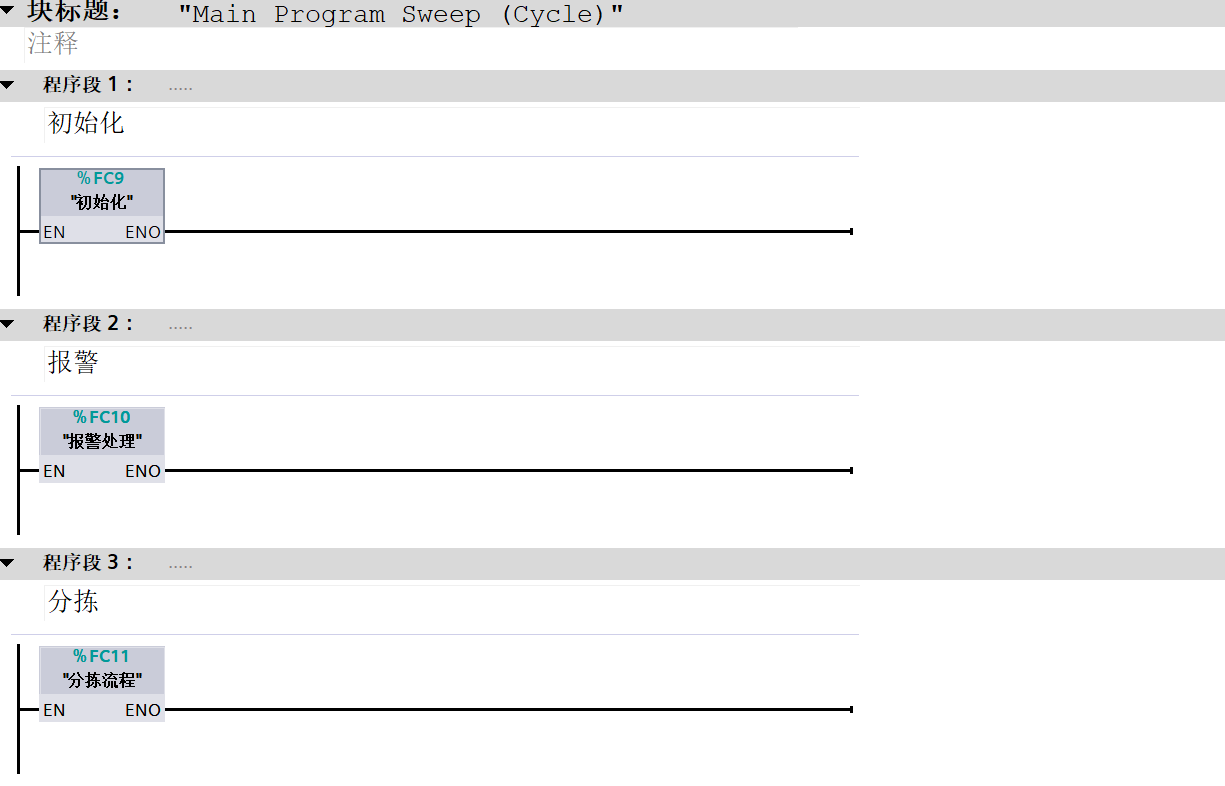 块标题： "Main Program Sweep (Cycle)"
注释
程序段 1： .....
初始化
%FC9
"初始化"
EN ENO
程序段 2： .....
报警
%FC10
"报警处理"
EN ENO
程序段 3： .....
分拣
%FC11
"分拣流程"
EN ENO